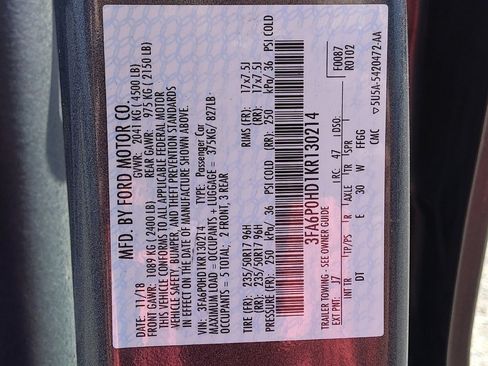 MFD. BY FORD MOTOR CO.
DATE: 11/18 GVWR: 2041 KG ( 4500 LB)
FRONT GAWR: 1089 KG ( 2400 LB) REAR GAWR: 975 KG ( 2150 LB)
THIS VEHICLE CONFORMS TO ALL APPLICABLE FEDERAL MOTOR
VEHICLE SAFETY, BUMPER, AND THEFT PREVENTION STANDARDS
IN EFFECT ON THE DATE OF MANUFACTURE SHOWN ABOVE.
VIN: 3FA6P0HD1KR130214 TYPE: Passenger Car
MAXIMUM LOAD = OCCUPANTS + LUGGAGE = 375KG/ 827LB
OCCUPANTS = 5 TOTAL: 2 FRONT, 3 REAR
TIRE (FR): 235/50R17 96H RIMS (FR): 17x7.5J
(RR): 235/50R17 96H (RR): 17x7.5J
PRESSURE (FR): 250 kPa/ 36 PSI COLD (RR): 250 kPa/ 36 PSI COLD
3FA6P0HD1KR130214
TRAILER TOWING - SEE OWNER GUIDE
F0087
R0102
EXT PNT: J7 RC: 47 DSO:
INT TR TP/PS R AXLE TR SPR
DT E 30 W FFGG
CMC ▽5U5A-5420472-AA